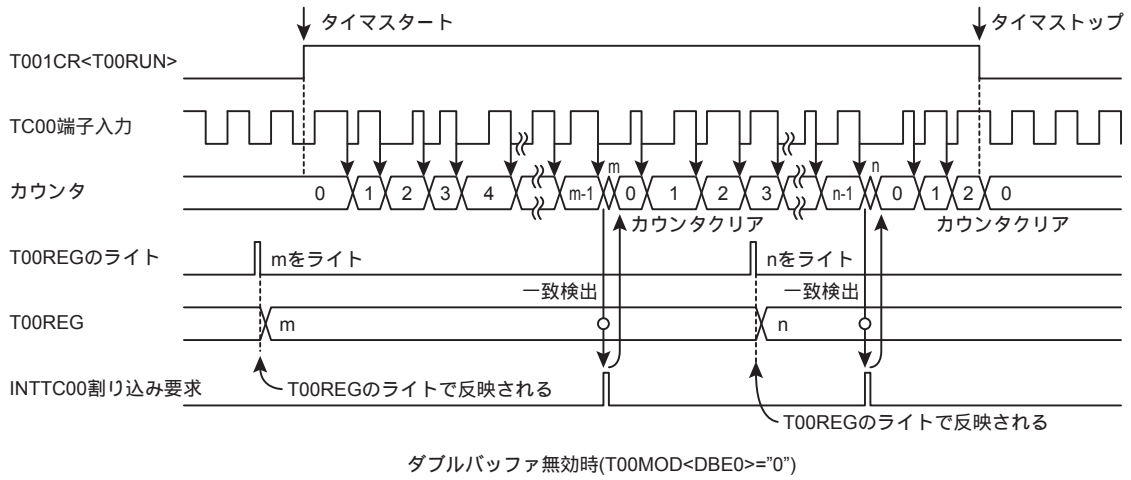 タイマスタート タイマストップ
T001CR<T00RUN>
TC00端子入力
カウンタ 0 1 2 3 4 m-1 m 0 1 2 3 n-1 n 0 1 2 0
カウンタクリア カウンタクリア
T00REGのライト mをライト nをライト
一致検出 一致検出
T00REG m n
INTTC00割り込み要求 T00REGのライトで反映される
T00REGのライトで反映される
ダブルバッファ無効時(T00MOD<DBE0>=”0”)